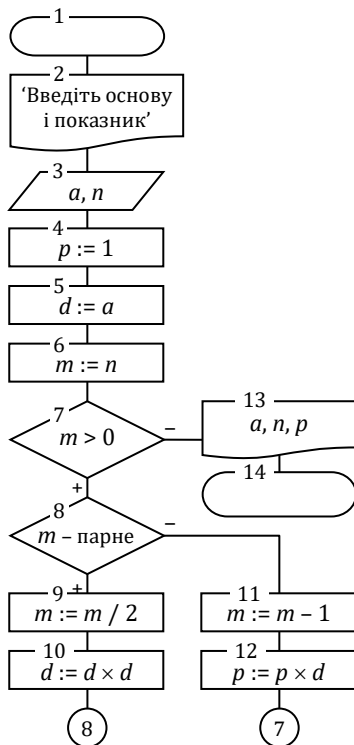 1
2
‘Введіть основу
і показник’
3
a, n
4
p := 1
5
d := a
6
m := n
7
m > 0
–
+
13
a, n, p
14
8
m – парне
–
+
9
m := m / 2
10
d := d × d
8
11
m := m – 1
12
p := p × d
7